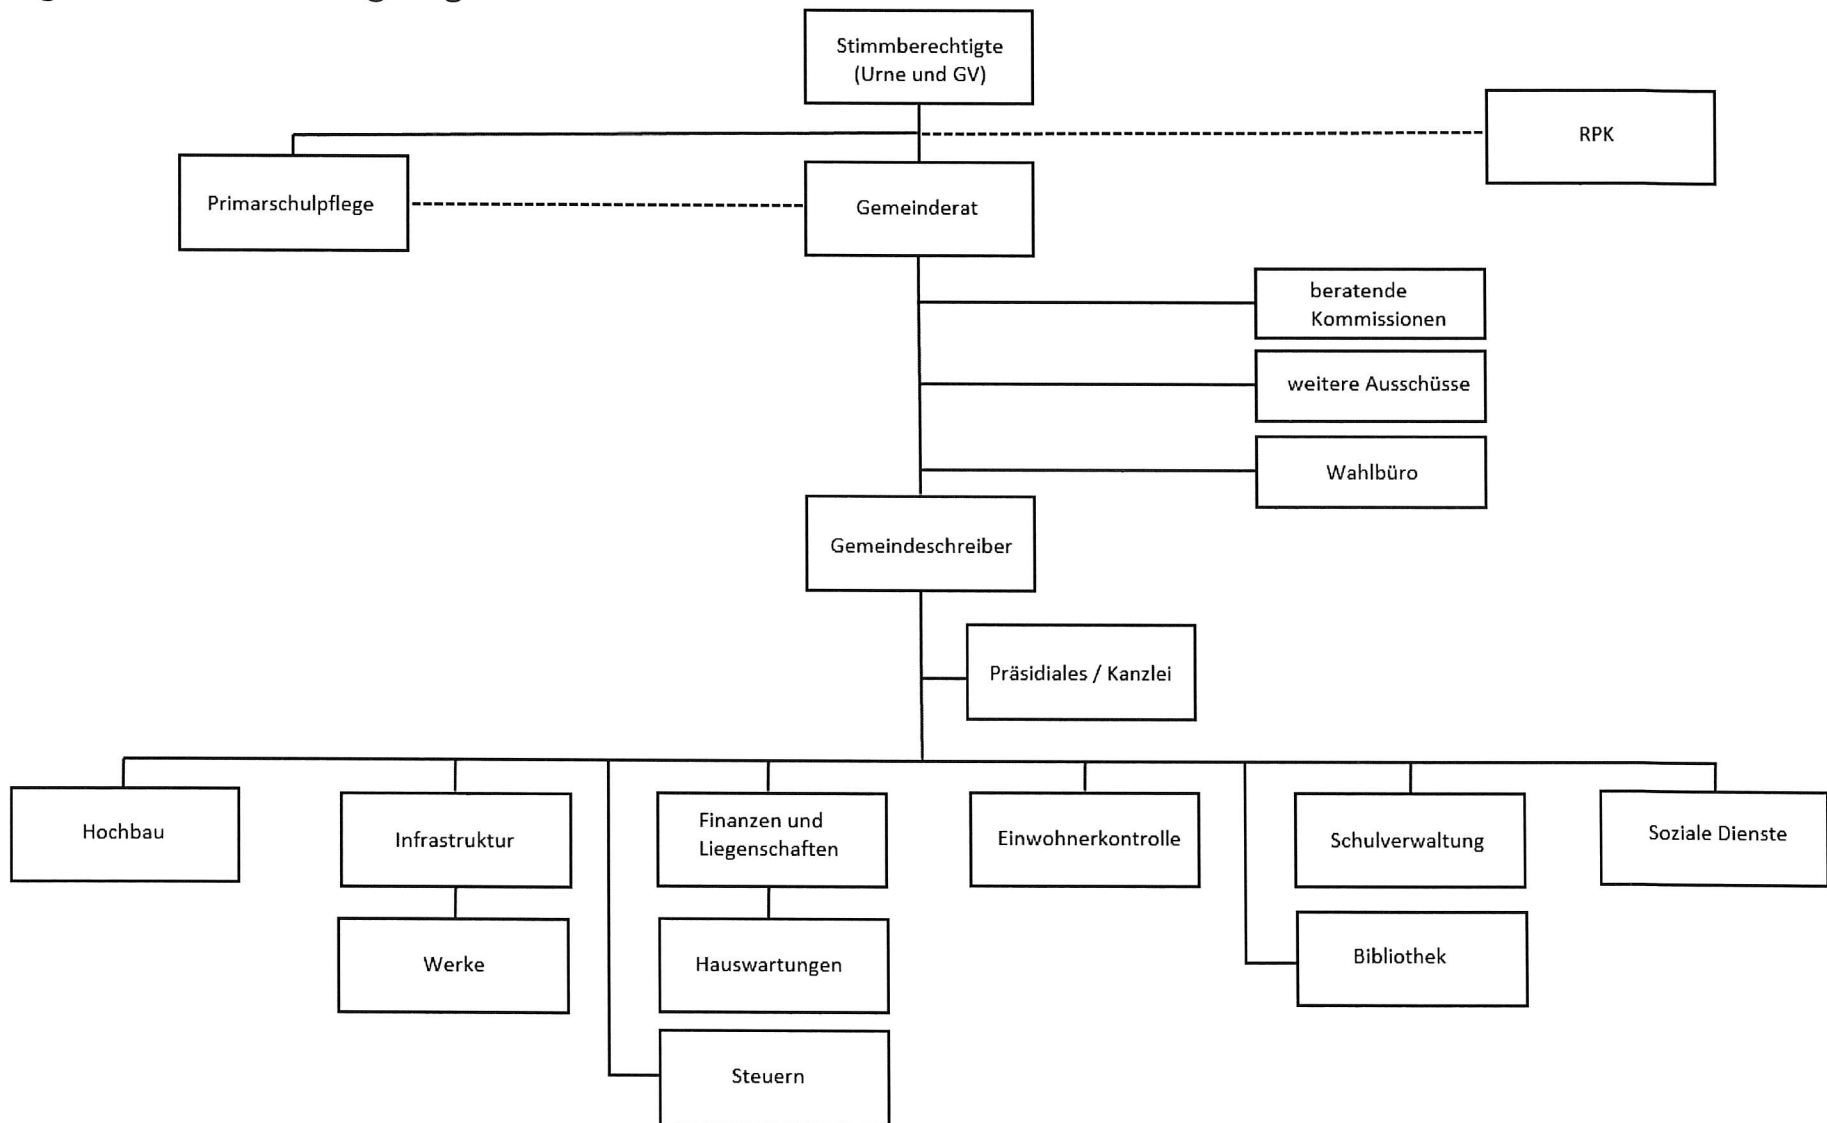 Stimmberechtigte
(Urne und GV)
RPK
Primarschulpflege
Gemeinderat
beratende
Kommissionen
weitere Ausschüsse
Wahlbüro
Gemeindeschreiber
Präsidiales / Kanzlei
Hochbau
Infrastruktur
Finanzen und
Liegenschaften
Einwohnerkontrolle
Schulverwaltung
Soziale Dienste
Werke
Hauswartungen
Bibliothek
Steuern